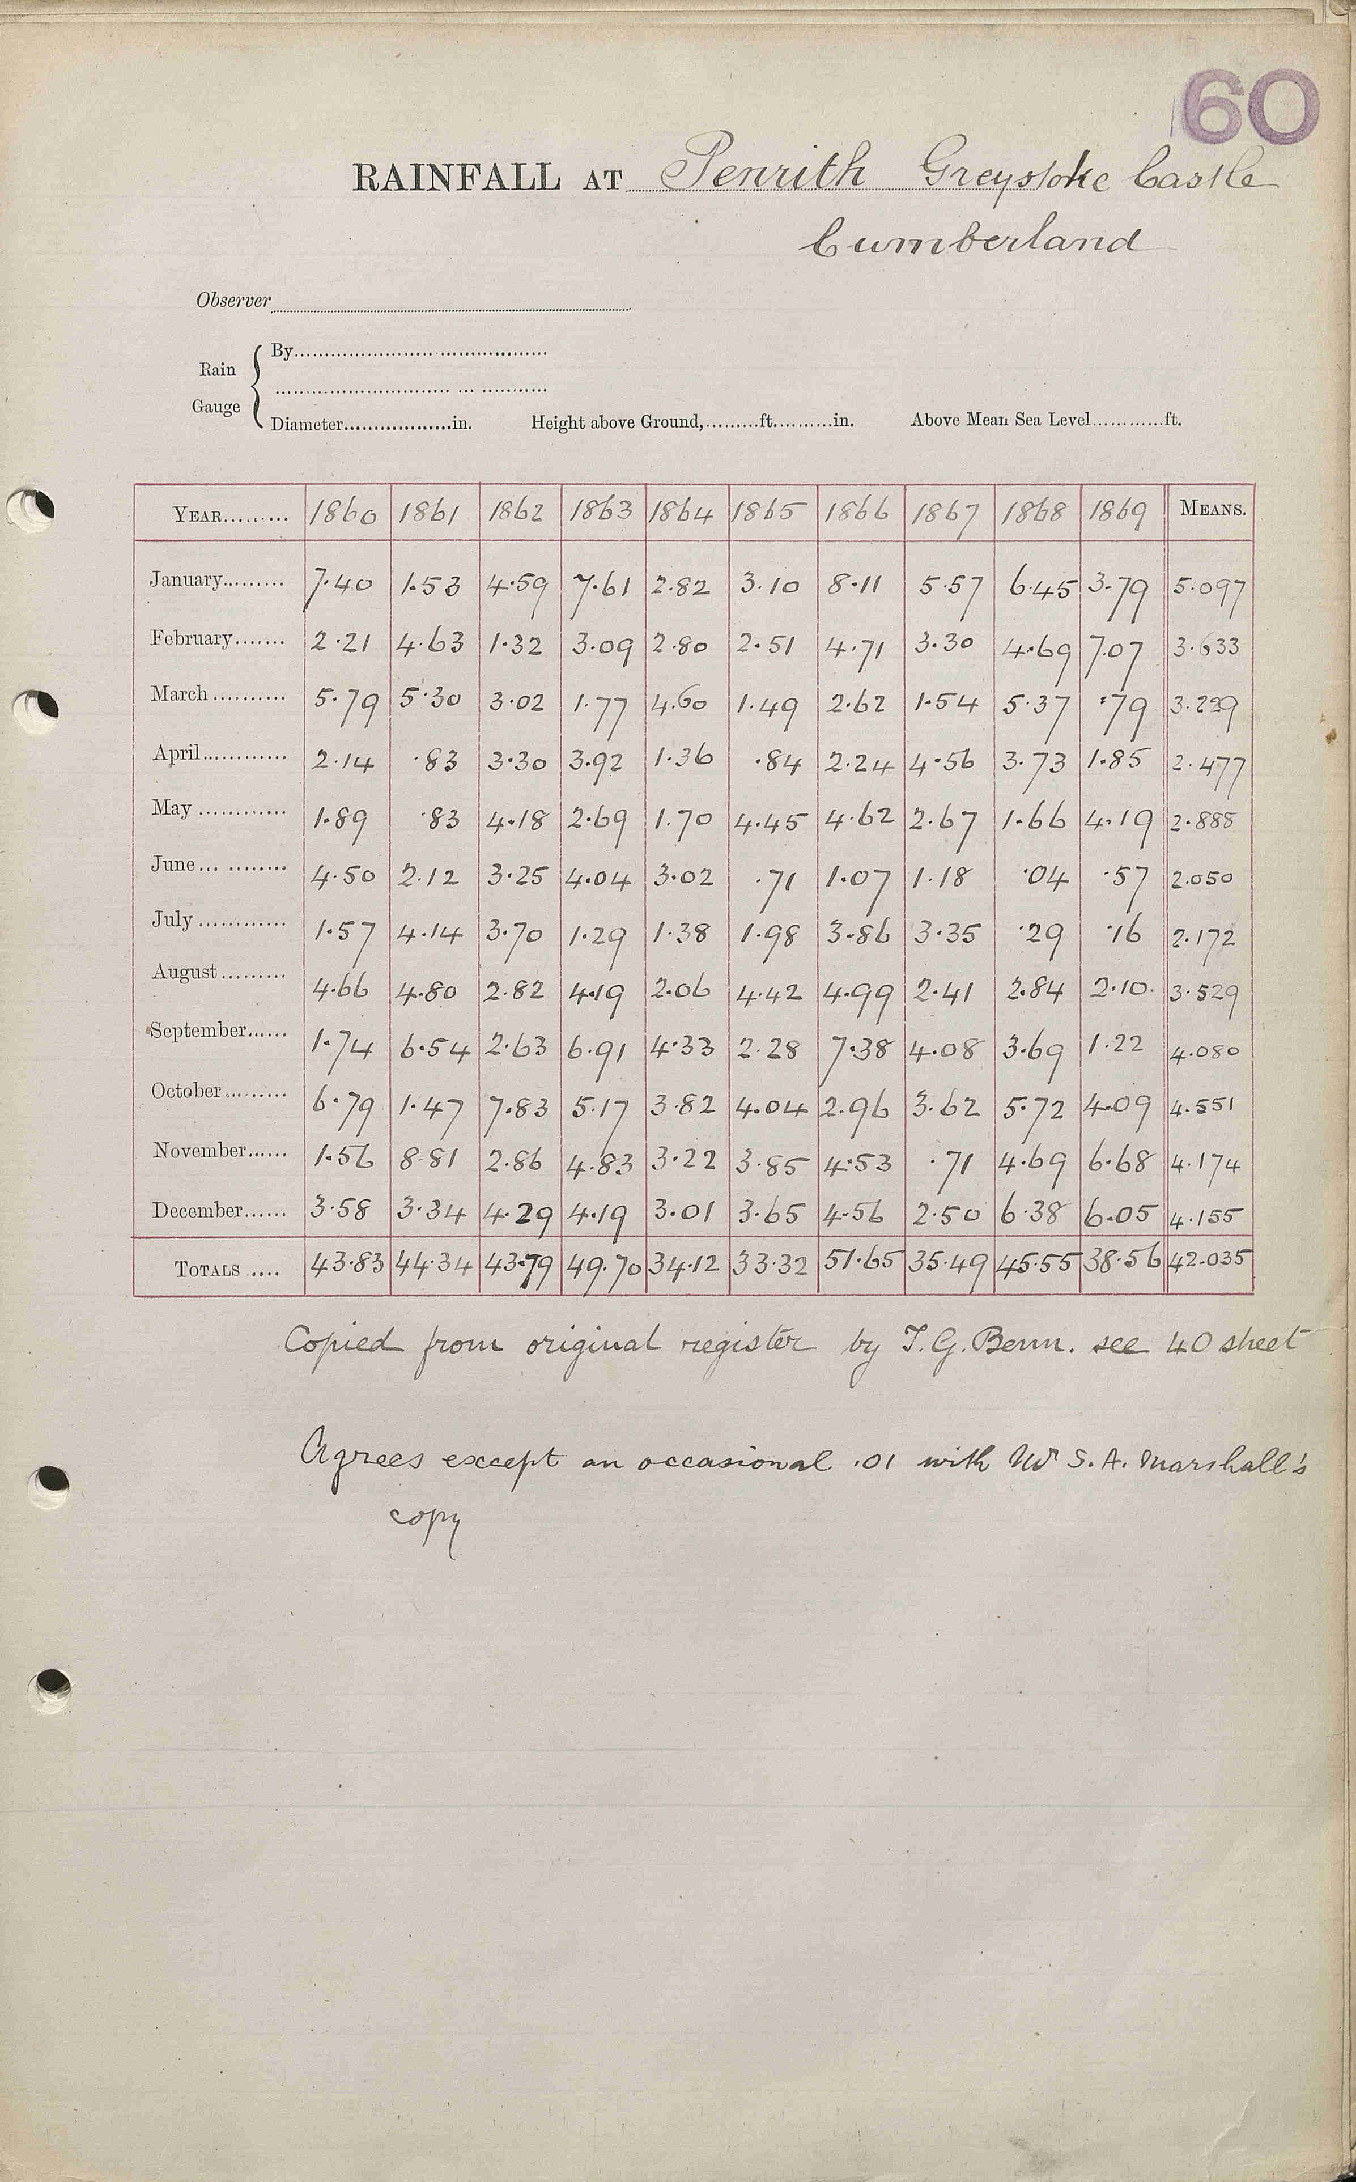 60
RAINFALL AT Penrith Greystoke Castle
Cumberland
Observer
Rain Gauge { By
Diameter in. Height above Ground, ft. in. Above Mean Sea Level ft.
YEAR 1860 1861 1862 1863 1864 1865 1866 1867 1868 1869 MEANS.
January 7.40 1.53 4.59 7.61 2.82 3.10 8.11 5.57 6.45 3.79 5.097
February 2.21 4.63 1.32 3.09 2.80 2.51 4.71 3.30 4.69 7.07 3.633
March 5.79 5.30 3.02 1.77 4.60 1.49 2.62 1.54 5.37 .79 3.229
April 2.14 .83 3.30 3.92 1.36 .84 2.24 4.56 3.73 1.85 2.477
May 1.89 .83 4.18 2.69 1.70 4.45 4.62 2.67 1.66 4.19 2.888
June 4.50 2.12 3.25 4.04 3.02 .71 1.07 1.18 .04 .57 2.050
July 1.57 4.14 3.70 1.29 1.38 1.98 3.86 3.35 .29 .16 2.172
August 4.66 4.80 2.82 4.19 2.06 4.42 4.99 2.41 2.84 2.10. 3.529
September 1.74 6.54 2.63 6.91 4.33 2.28 7.38 4.08 3.69 1.22 4.080
October 6.79 1.47 7.83 5.17 3.82 4.04 2.96 3.62 5.72 4.09 4.551
November 1.56 8.81 2.86 4.83 3.22 3.85 4.53 .71 4.69 6.68 4.174
December 3.58 3.34 4.29 4.19 3.01 3.65 4.56 2.50 6.38 6.05 4.155
TOTALS 43.83 44.34 43.79 49.70 34.12 33.32 51.65 35.49 45.55 38.56 42.035
Copied from original register by T. G. Benn. see 40 sheet
Agrees except an occasional .01 with Mr S. A. Marshall's
copy